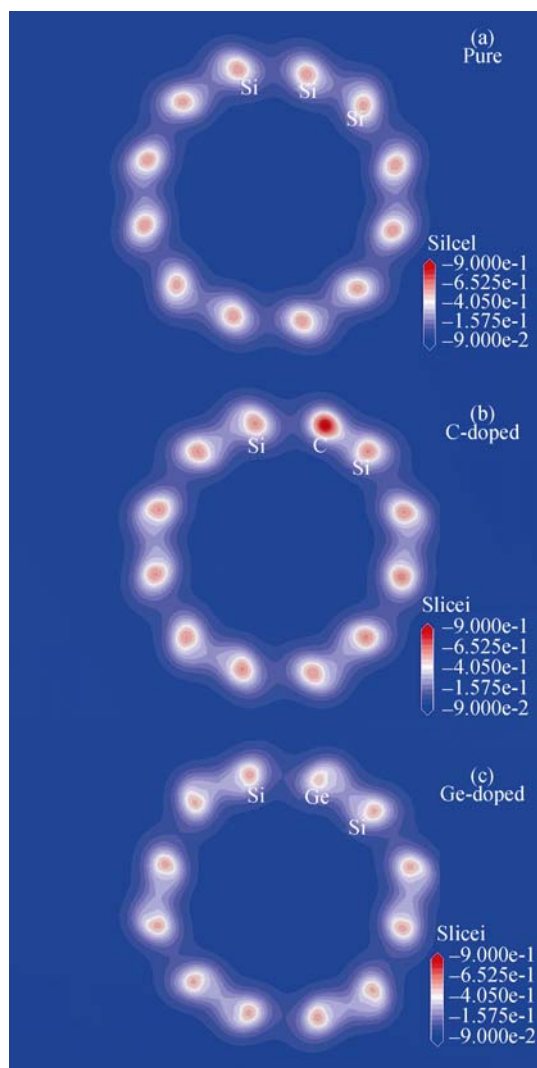 (a)
Pure
Si Si Si
Silcel
–9.000e-1
–6.525e-1
–4.050e-1
–1.575e-1
–9.000e-2
(b)
C-doped
Si C Si
Slicei
–9.000e-1
–6.525e-1
–4.050e-1
–1.575e-1
–9.000e-2
(c)
Ge-doped
Si Ge Si
Slicei
–9.000e-1
–6.525e-1
–4.050e-1
–1.575e-1
–9.000e-2